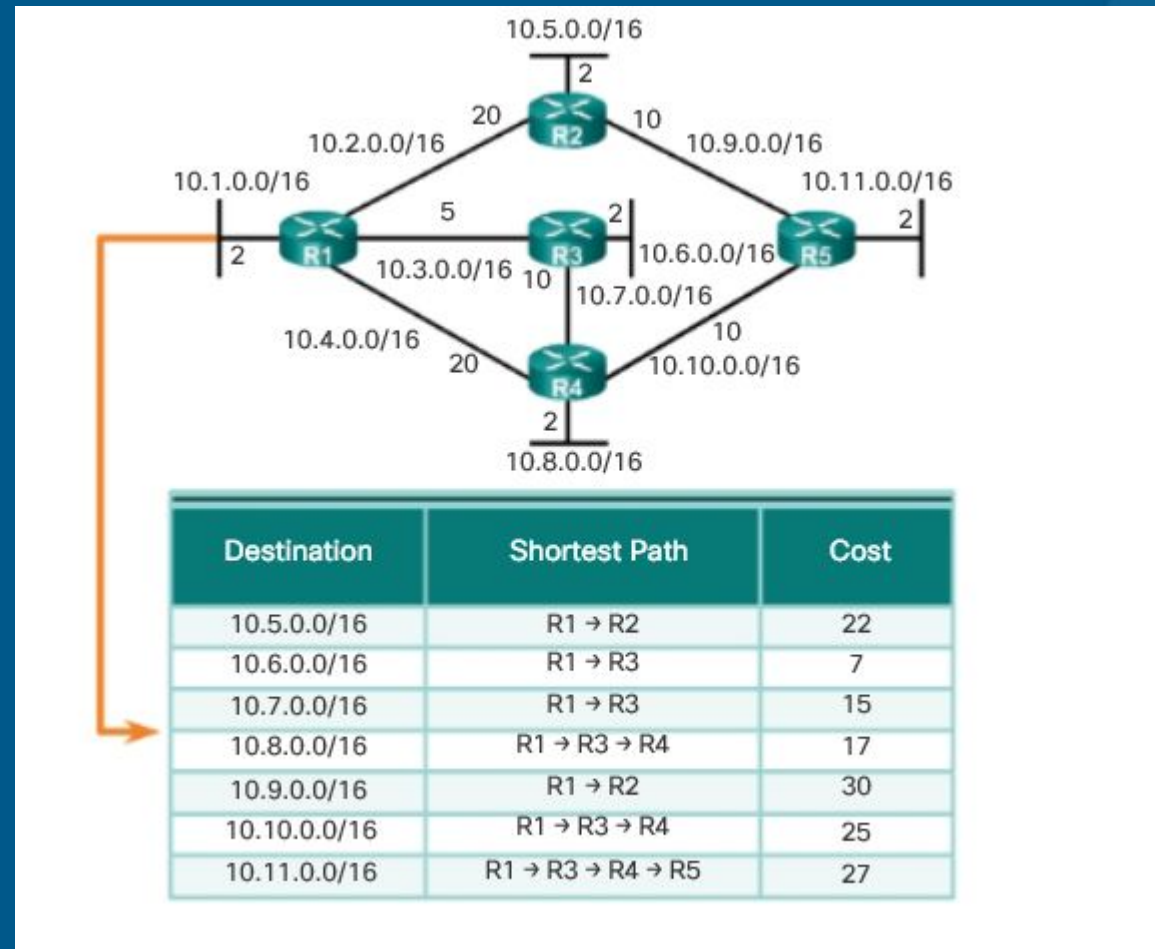 10.5.0.0/16
2
20
R2
10
10.2.0.0/16
10.9.0.0/16
10.1.0.0/16
10.11.0.0/16
5
2
2
2
R1
R3
10.6.0.0/16
R5
10.3.0.0/16
10
10.7.0.0/16
10.4.0.0/16
10
20
10.10.0.0/16
R4
2
10.8.0.0/16
Destination Shortest Path Cost
10.5.0.0/16 R1 → R2 22
10.6.0.0/16 R1 → R3 7
10.7.0.0/16 R1 → R3 15
10.8.0.0/16 R1 → R3 → R4 17
10.9.0.0/16 R1 → R2 30
10.10.0.0/16 R1 → R3 → R4 25
10.11.0.0/16 R1 → R3 → R4 → R5 27